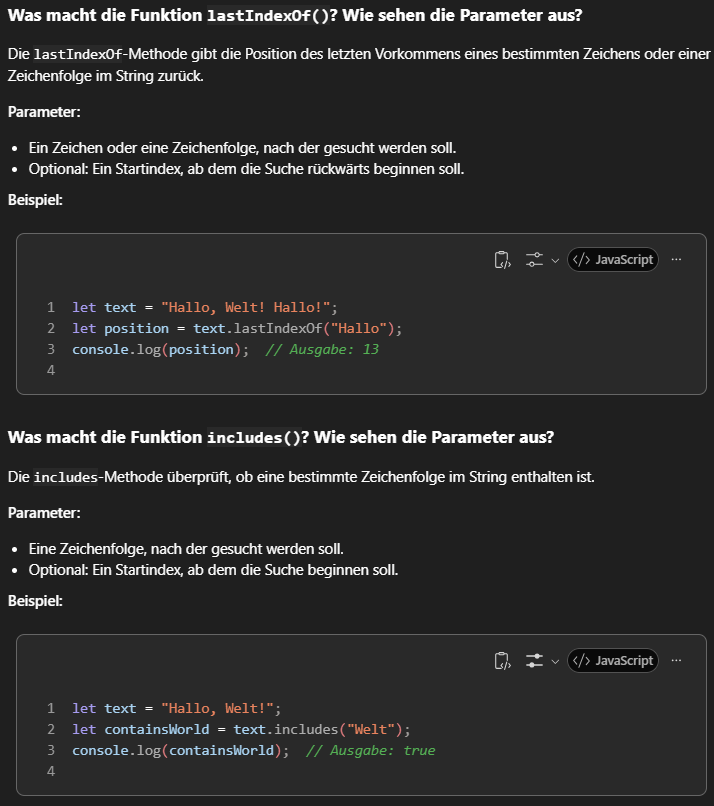 Was macht die Funktion lastIndexOf()? Wie sehen die Parameter aus?
Die lastIndexOf-Methode gibt die Position des letzten Vorkommens eines bestimmten Zeichens oder einer
Zeichenfolge im String zurück.
Parameter:
• Ein Zeichen oder eine Zeichenfolge, nach der gesucht werden soll.
• Optional: Ein Startindex, ab dem die Suche rückwärts beginnen soll.
Beispiel:
</> JavaScript ...
1 let text = "Hallo, Welt! Hallo!";
2 let position = text.lastIndexOf("Hallo");
3 console.log(position);  // Ausgabe: 13
4
Was macht die Funktion includes()? Wie sehen die Parameter aus?
Die includes-Methode überprüft, ob eine bestimmte Zeichenfolge im String enthalten ist.
Parameter:
• Eine Zeichenfolge, nach der gesucht werden soll.
• Optional: Ein Startindex, ab dem die Suche beginnen soll.
Beispiel:
</> JavaScript ...
1 let text = "Hallo, Welt!";
2 let containsWorld = text.includes("Welt");
3 console.log(containsWorld);  // Ausgabe: true
4